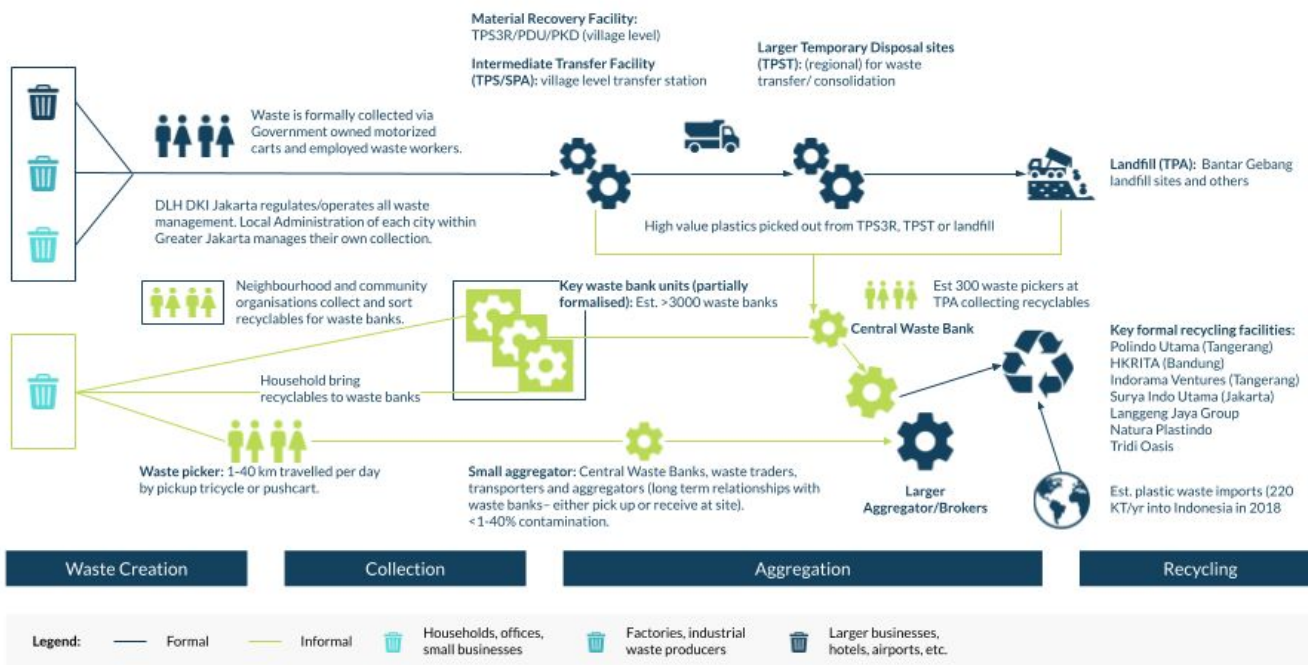 Material Recovery Facility:
TPS3R/PDU/PKD (village level)
Intermediate Transfer Facility
(TPS/SPA): village level transfer station
Larger Temporary Disposal sites
(TPST): (regional) for waste
transfer/ consolidation
Waste is formally collected via
Government owned motorized
carts and employed waste workers.
Landfill (TPA): Bantar Gebang
landfill sites and others
DLH DKI Jakarta regulates/operates all waste
management. Local Administration of each city within
Greater Jakarta manages their own collection.
High value plastics picked out from TPS3R, TPST or landfill
Neighbourhood and community
organisations collect and sort
recyclables for waste banks.
Key waste bank units (partially
formalised): Est. >3000 waste banks
Est 300 waste pickers at
TPA collecting recyclables
Central Waste Bank
Key formal recycling facilities:
Polindo Utama (Tangerang)
HKRITA (Bandung)
Indorama Ventures (Tangerang)
Surya Indo Utama (Jakarta)
Langgeng Jaya Group
Natura Plastindo
Tridi Oasis
Household bring
recyclables to waste banks
Waste picker: 1-40 km travelled per day
by pickup tricycle or pushcart.
Small aggregator: Central Waste Banks, waste traders,
transporters and aggregators (long term relationships with
waste banks– either pick up or receive at site).
<1-40% contamination.
Larger
Aggregator/Brokers
Est. plastic waste imports (220
KT/yr into Indonesia in 2018
Waste Creation
Collection
Aggregation
Recycling
Legend:
Formal
Informal
Households, offices,
small businesses
Factories, industrial
waste producers
Larger businesses,
hotels, airports, etc.